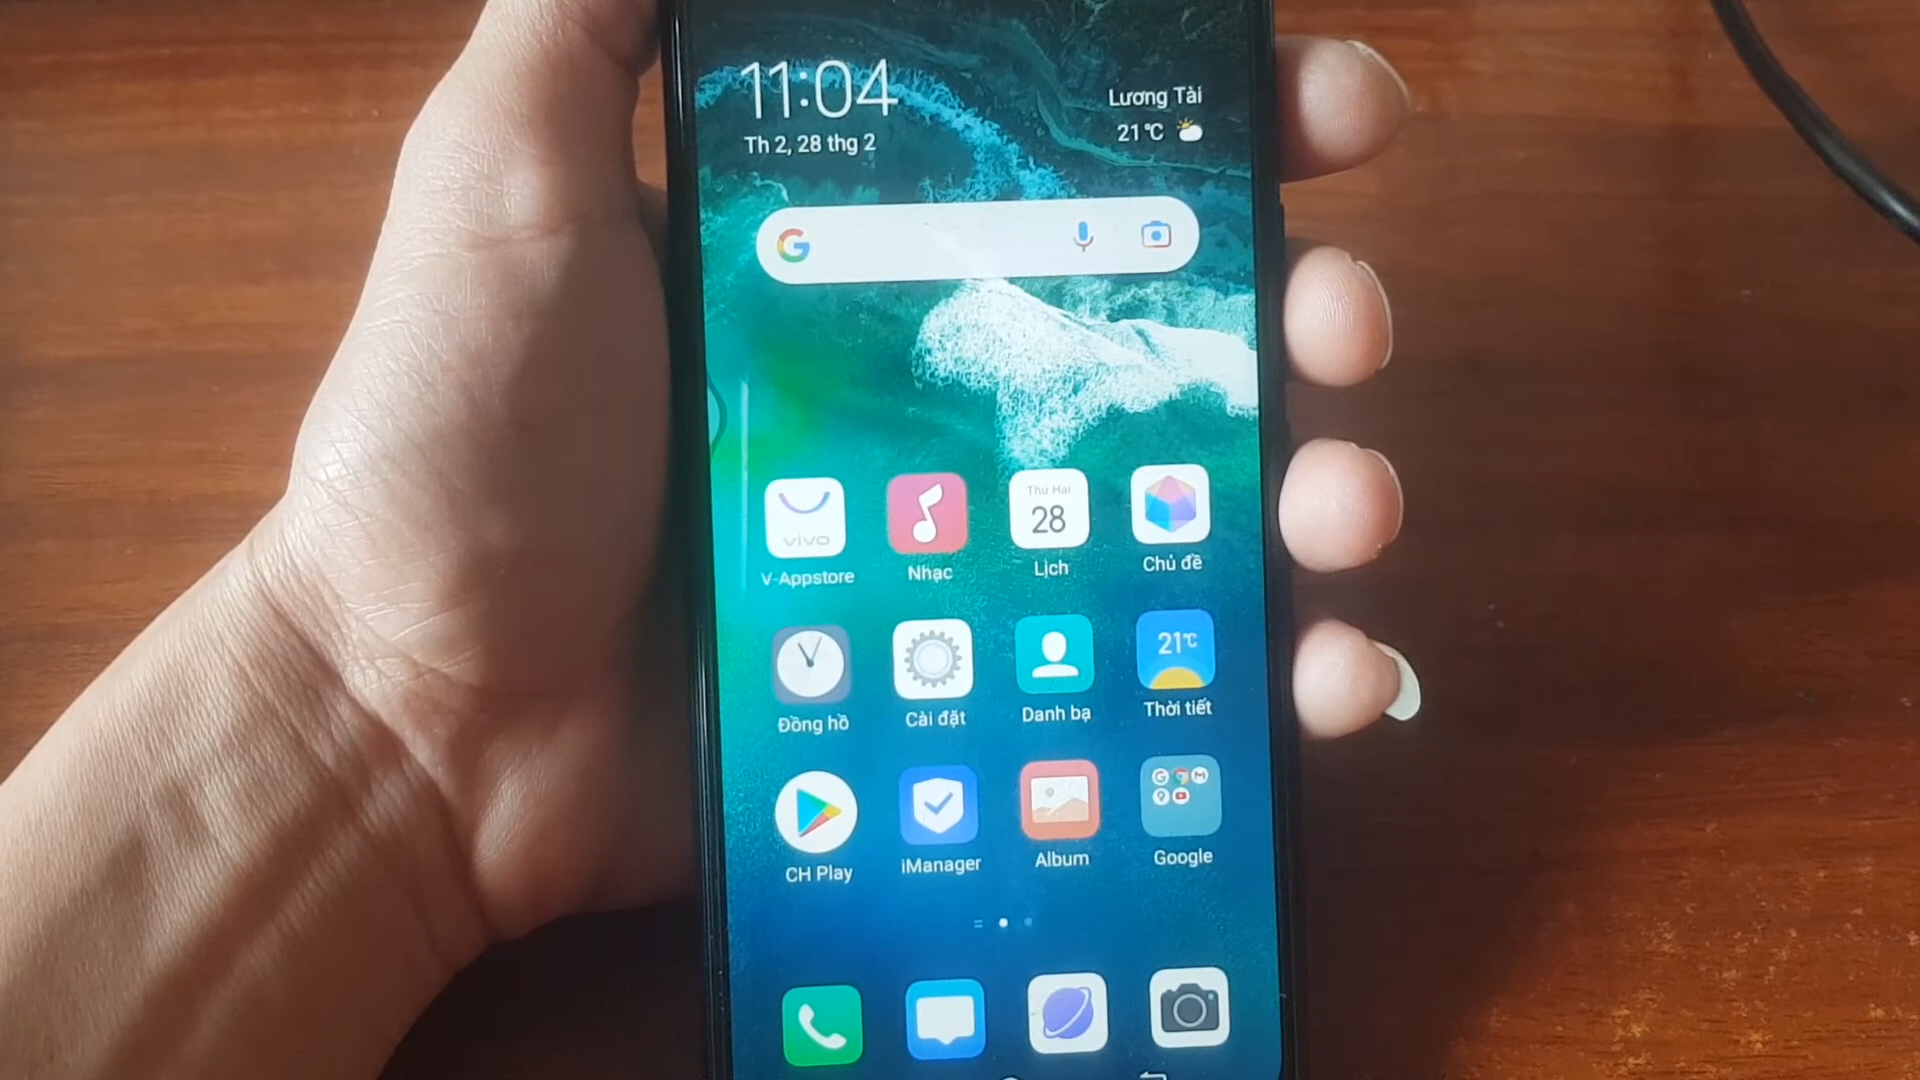 11:04
Th 2, 28 thg 2
Lương Tài
21°C
vivo
V-Appstore
Nhạc
Thứ Hai
28
Lịch
Chủ đề
Đồng hồ
Cài đặt
Danh bạ
21°C
Thời tiết
CH Play
iManager
Album
Google